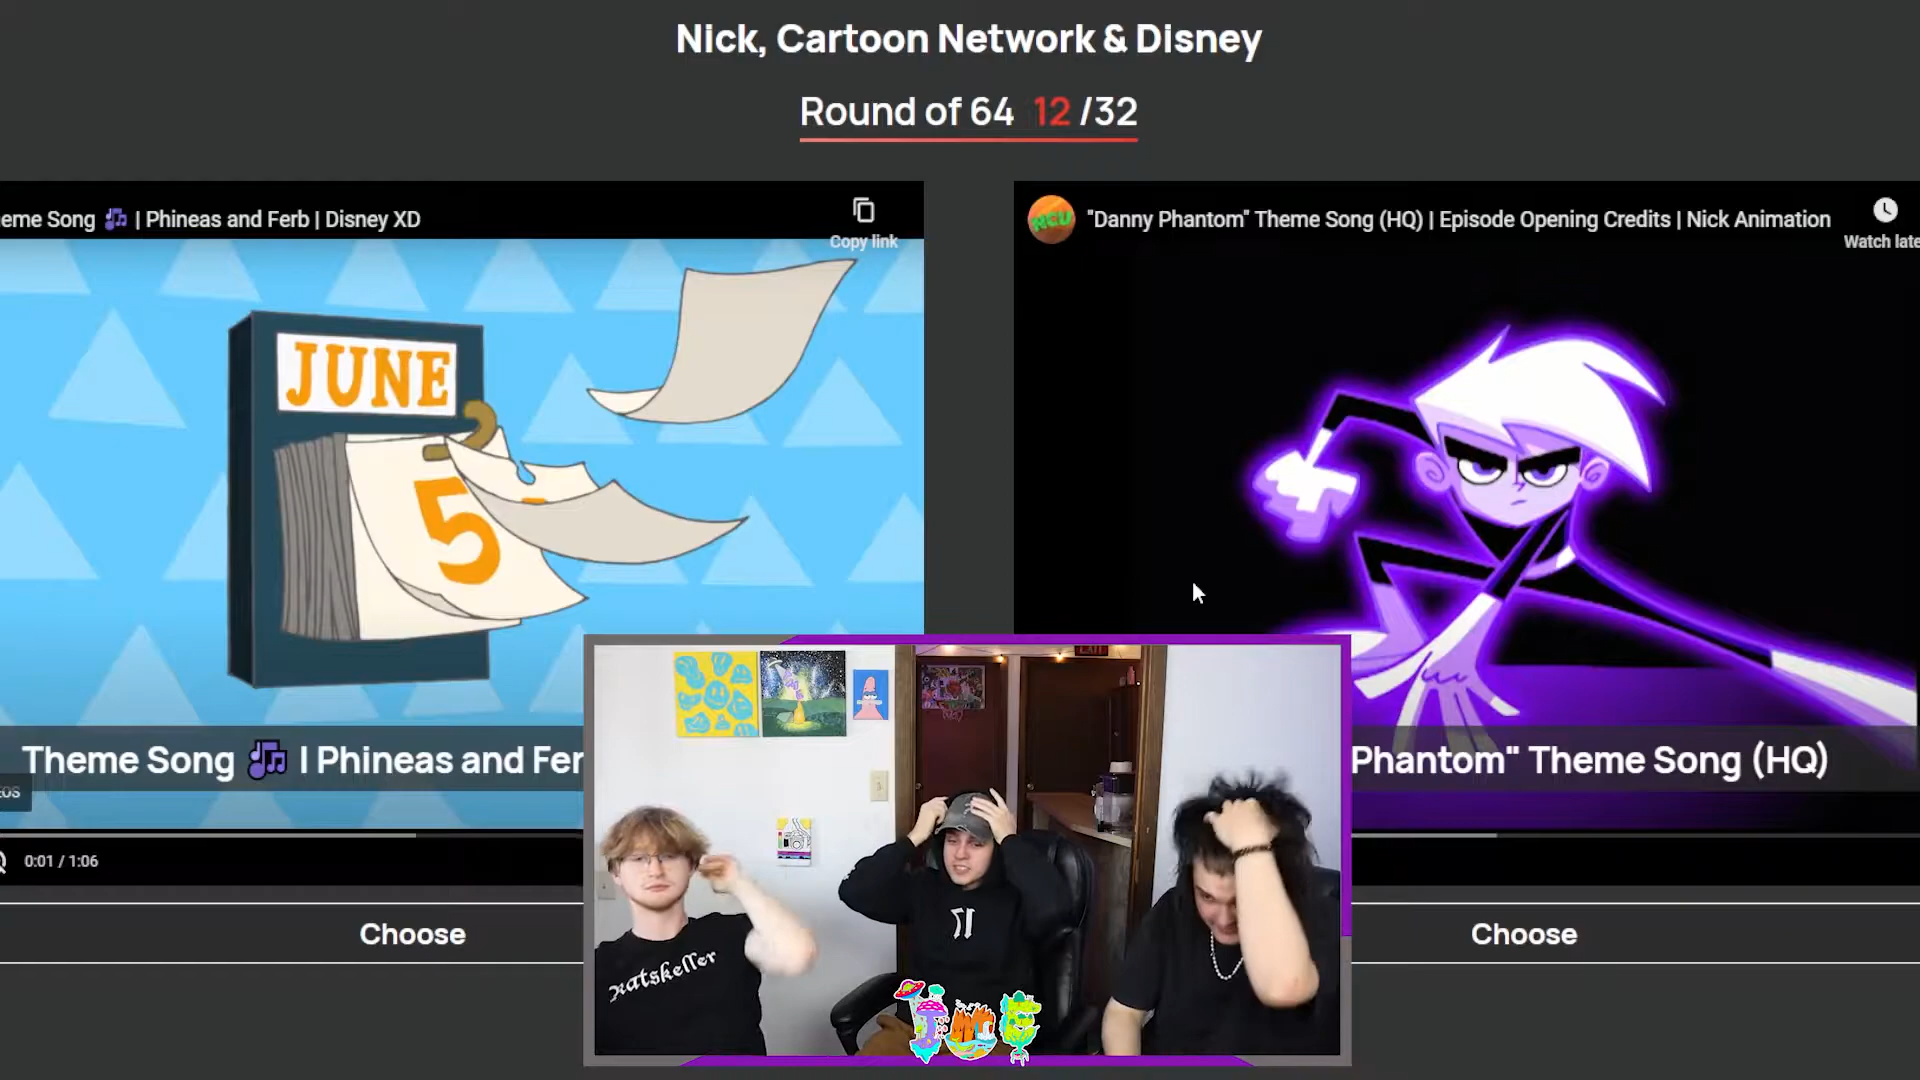 Nick, Cartoon Network & Disney
Round of 64 12 /32
eme Song 🎶 | Phineas and Ferb | Disney XD
Copy link
"Danny Phantom" Theme Song (HQ) | Episode Opening Credits | Nick Animation
Watch late
JUNE
5
Theme Song 🎶 | Phineas and Fer
Phantom" Theme Song (HQ)
0:01 / 1:06
Choose
Choose
Ratskeller